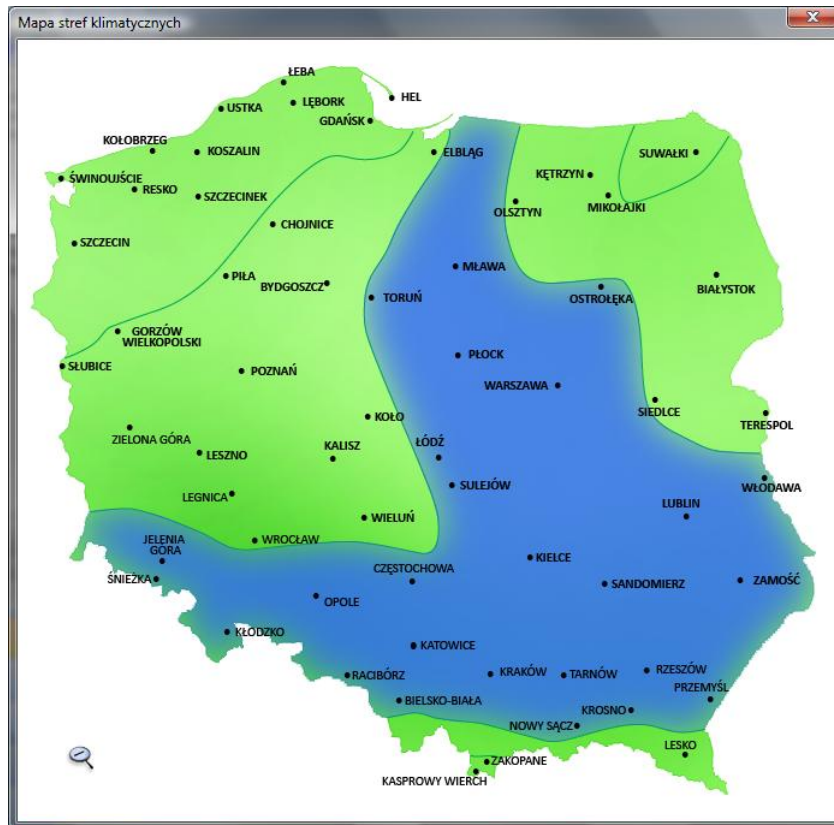 Mapa stref klimatycznych
ŁEBA
HEL
LĘBORK
USTKA
GDAŃSK
KOŁOBRZEG
KOSZALIN
ELBLĄG
SUWAŁKI
ŚWINOUJŚCIE
RESKO
SZCZECINEK
KĘTRZYN
OLSZTYN
MIKOŁAJKI
CHOJNICE
SZCZECIN
MŁAWA
PIŁA
BYDGOSZCZ
BIAŁYSTOK
TORUŃ
OSTROŁĘKA
GORZÓW
WIELKOPOLSKI
SŁUBICE
POZNAŃ
PŁOCK
WARSZAWA
KOŁO
SIEDLCE
TERESPOL
ZIELONA GÓRA
ŁÓDŹ
KALISZ
LESZNO
SULEJÓW
WŁODAWA
LEGNICA
LUBLIN
WIELUŃ
JELENIA
GÓRA
WROCŁAW
KIELCE
ŚNIEŻKA
CZĘSTOCHOWA
SANDOMIERZ
ZAMOŚĆ
OPOLE
KŁODZKO
KATOWICE
RACIBÓRZ
KRAKÓW
TARNÓW
RZESZÓW
PRZEMYŚL
BIELSKO-BIAŁA
KROSNO
NOWY SĄCZ
LESKO
ZAKOPANE
KASPROWY WIERCH